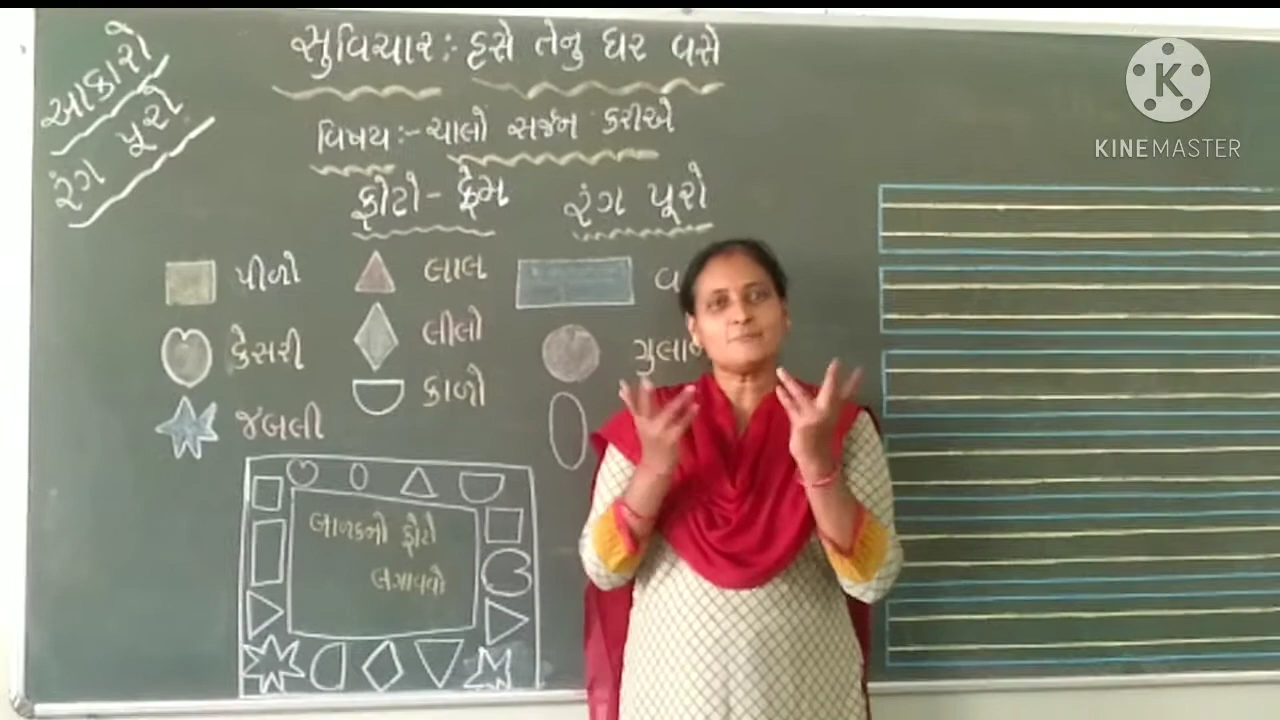 આકારો
રંગ પૂરો
સુવિચાર:- હસે તેનુ ઘર વસે
વિષય:- ચાલો સર્જન કરીએ
ફોટો - ફ્રેમ
રંગ પૂરો
પીળો
લાલ
કેસરી
લીલો
જંબલી
કાળો
બાળકનો ફોટો
લગાવવો
KINEMASTER